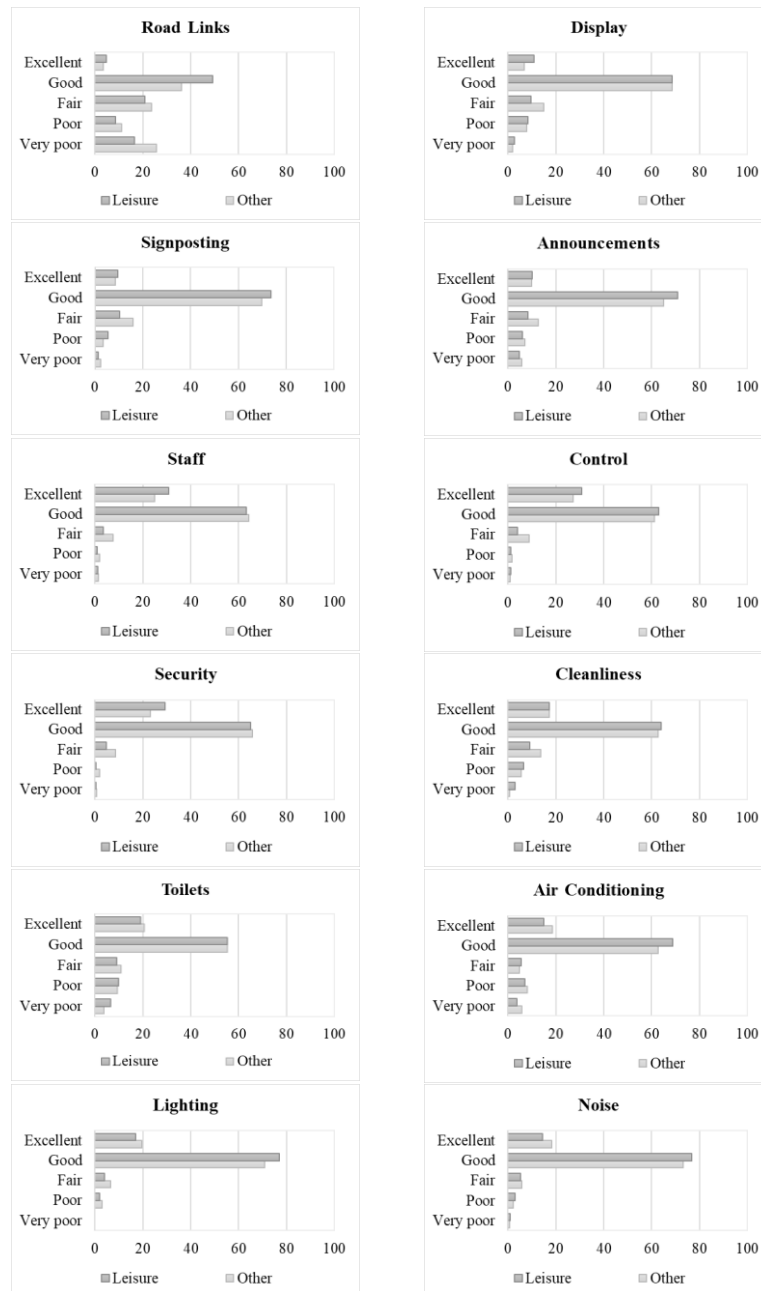 Road Links
Excellent
Good
Fair
Poor
Very poor
0 20 40 60 80 100
Leisure Other
Display
Excellent
Good
Fair
Poor
Very poor
0 20 40 60 80 100
Leisure Other
Signposting
Excellent
Good
Fair
Poor
Very poor
0 20 40 60 80 100
Leisure Other
Announcements
Excellent
Good
Fair
Poor
Very poor
0 20 40 60 80 100
Leisure Other
Staff
Excellent
Good
Fair
Poor
Very poor
0 20 40 60 80 100
Leisure Other
Control
Excellent
Good
Fair
Poor
Very poor
0 20 40 60 80 100
Leisure Other
Security
Excellent
Good
Fair
Poor
Very poor
0 20 40 60 80 100
Leisure Other
Cleanliness
Excellent
Good
Fair
Poor
Very poor
0 20 40 60 80 100
Leisure Other
Toilets
Excellent
Good
Fair
Poor
Very poor
0 20 40 60 80 100
Leisure Other
Air Conditioning
Excellent
Good
Fair
Poor
Very poor
0 20 40 60 80 100
Leisure Other
Lighting
Excellent
Good
Fair
Poor
Very poor
0 20 40 60 80 100
Leisure Other
Noise
Excellent
Good
Fair
Poor
Very poor
0 20 40 60 80 100
Leisure Other